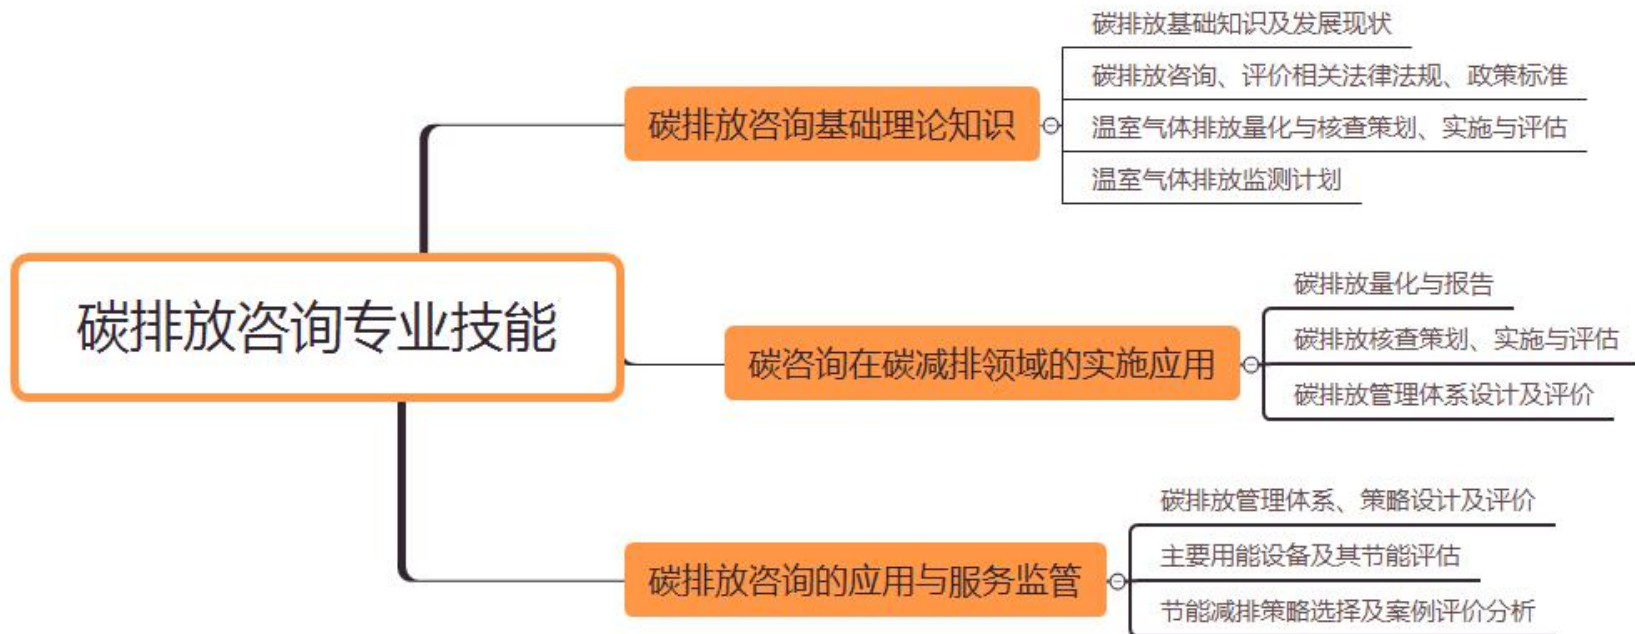 碳排放咨询专业技能
碳排放咨询基础理论知识
碳排放基础知识及发展现状
碳排放咨询、评价相关法律法规、政策标准
温室气体排放量化与核查策划、实施与评估
温室气体排放监测计划
碳咨询在碳减排领域的实施应用
碳排放量化与报告
碳排放核查策划、实施与评估
碳排放管理体系设计及评价
碳排放咨询的应用与服务监管
碳排放管理体系、策略设计及评价
主要用能设备及其节能评估
节能减排策略选择及案例评价分析